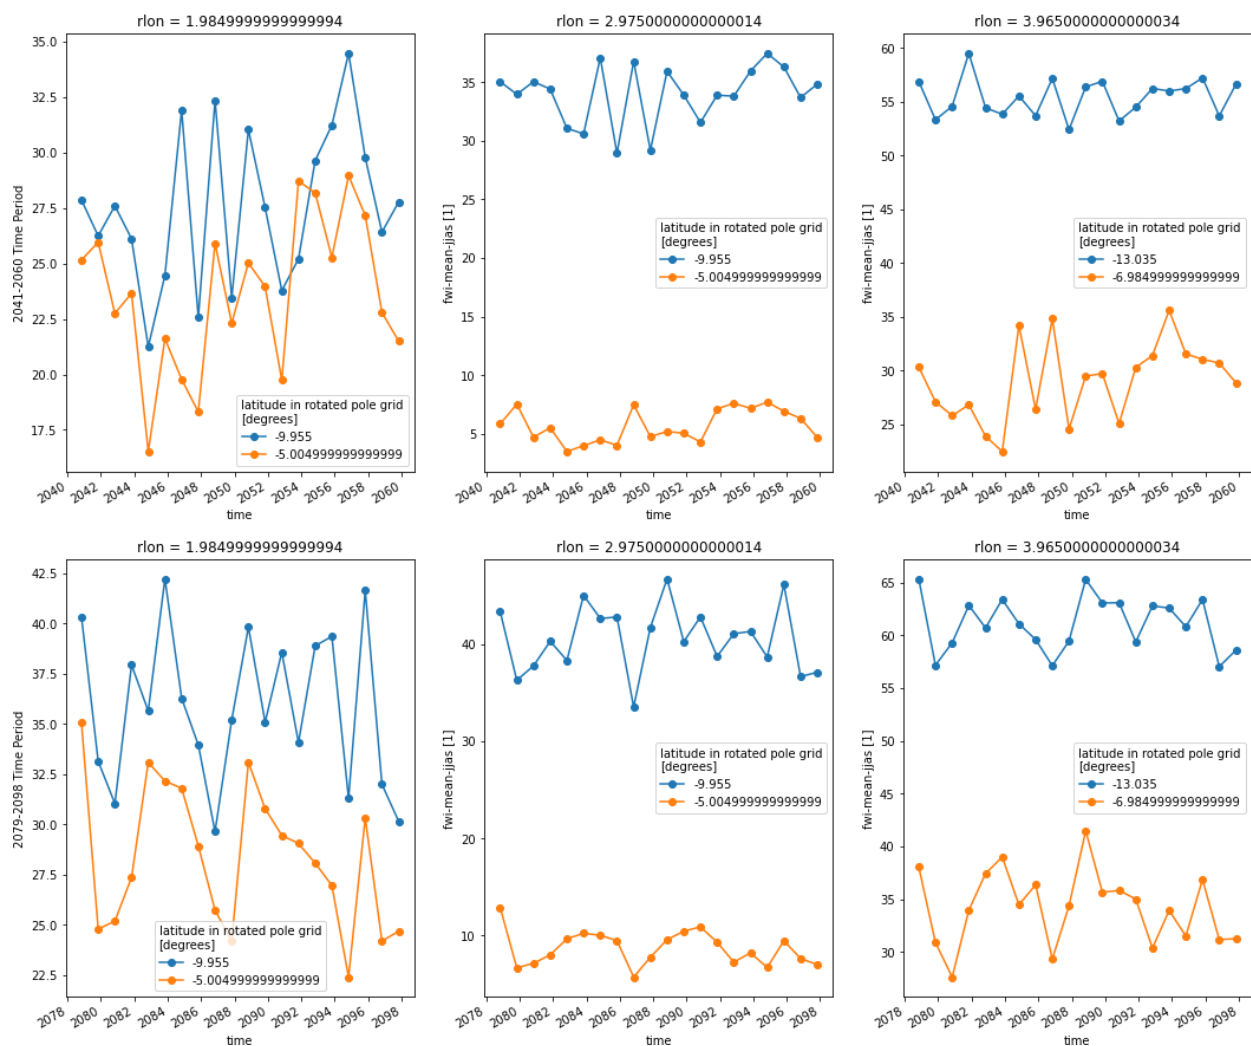 rlon = 1.9849999999999994
35.0
32.5
30.0
27.5
25.0
22.5
20.0
17.5
2041-2060 Time Period
latitude in rotated pole grid
[degrees]
-9.955
-5.004999999999999
2040 2042 2044 2046 2048 2050 2052 2054 2056 2058 2060
time
rlon = 2.9750000000000014
35
30
25
20
15
10
5
fwi-mean-jjas [1]
latitude in rotated pole grid
[degrees]
-9.955
-5.004999999999999
2040 2042 2044 2046 2048 2050 2052 2054 2056 2058 2060
time
rlon = 3.9650000000000034
60
55
50
45
40
35
30
25
fwi-mean-jjas [1]
latitude in rotated pole grid
[degrees]
-13.035
-6.984999999999999
2040 2042 2044 2046 2048 2050 2052 2054 2056 2058 2060
time
rlon = 1.9849999999999994
42.5
40.0
37.5
35.0
32.5
30.0
27.5
25.0
22.5
2079-2098 Time Period
latitude in rotated pole grid
[degrees]
-9.955
-5.004999999999999
2078 2080 2082 2084 2086 2088 2090 2092 2094 2096 2098
time
rlon = 2.9750000000000014
40
30
20
10
fwi-mean-jjas [1]
latitude in rotated pole grid
[degrees]
-9.955
-5.004999999999999
2078 2080 2082 2084 2086 2088 2090 2092 2094 2096 2098
time
rlon = 3.9650000000000034
65
60
55
50
45
40
35
30
fwi-mean-jjas [1]
latitude in rotated pole grid
[degrees]
-13.035
-6.984999999999999
2078 2080 2082 2084 2086 2088 2090 2092 2094 2096 2098
time